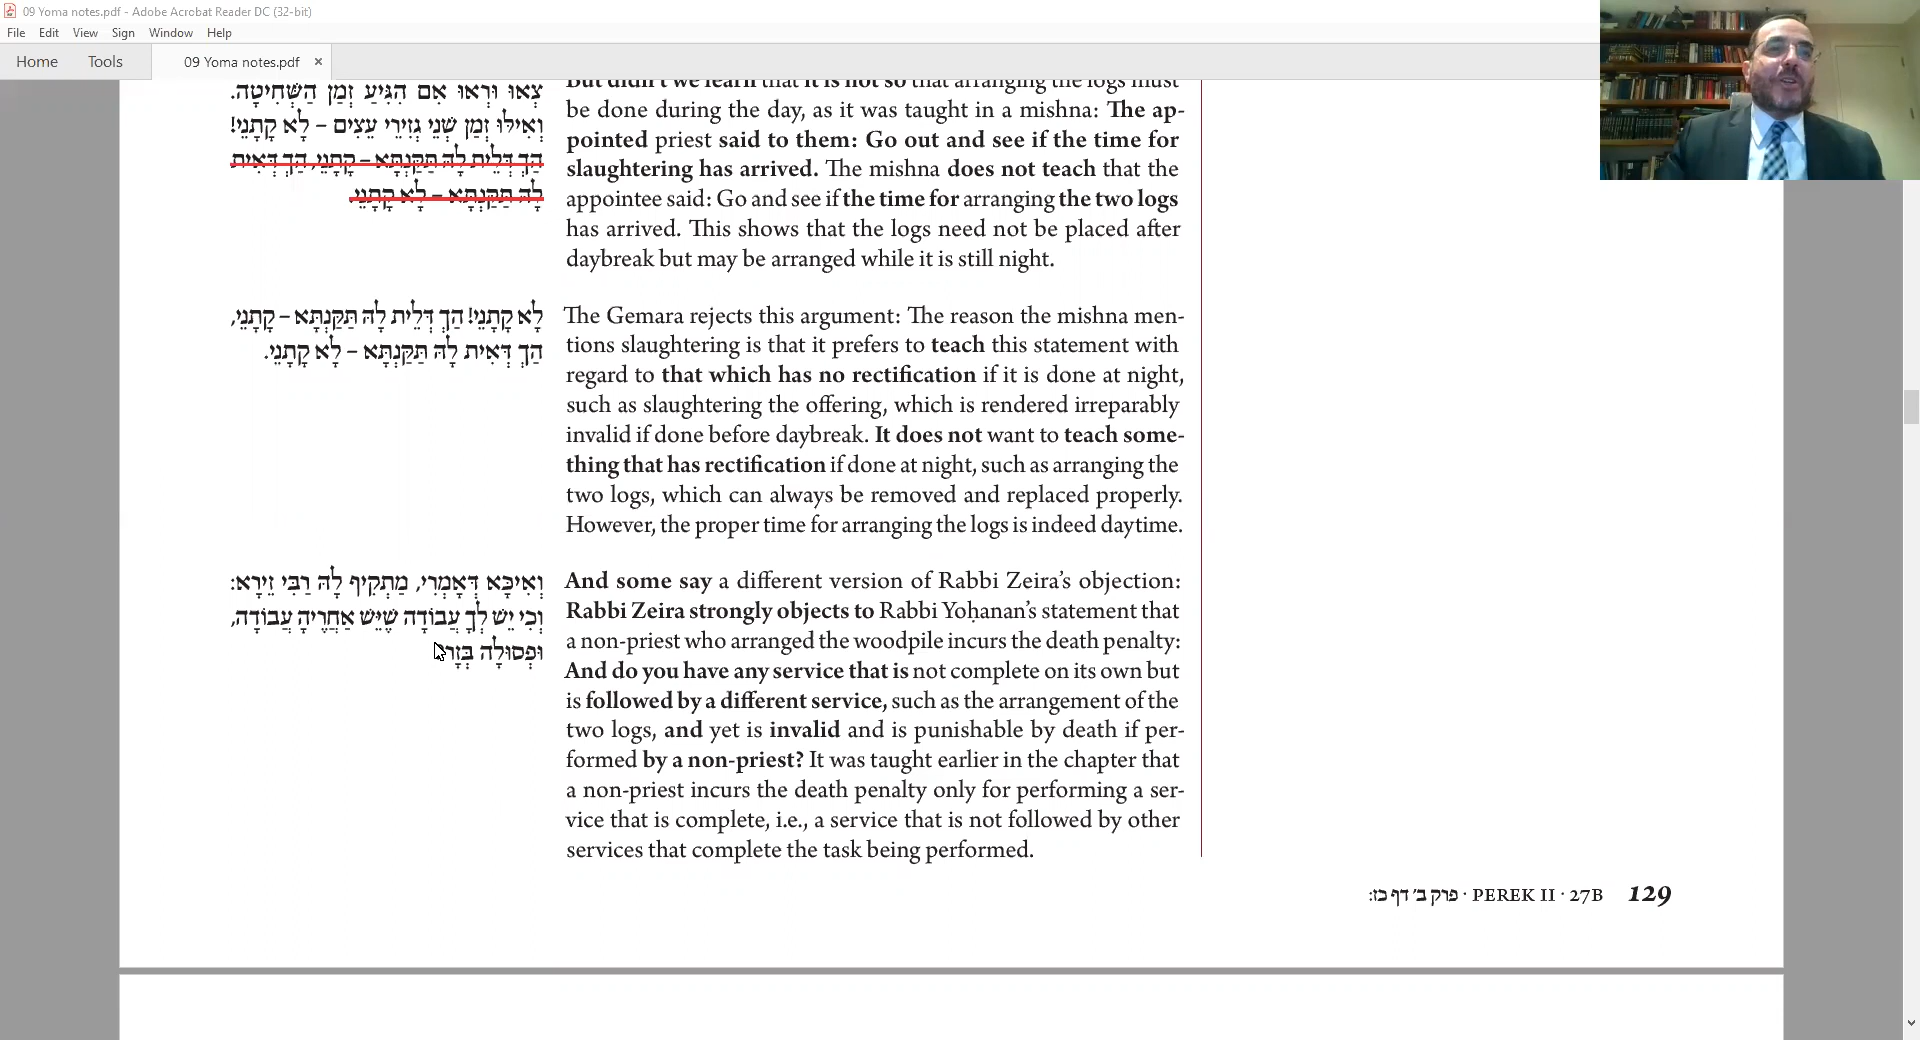 09 Yoma notes.pdf - Adobe Acrobat Reader DC (32-bit)
File Edit View Sign Window Help
Home Tools 09 Yoma notes.pdf ×
צְאוּ וּרְאוּ אִם הִגִּיעַ זְמַן הַשְּׁחִיטָה.
וְאִילּוּ זְמַן שְׁנֵי גְזִירֵי עֵצִים – לָא קָתָנֵי!
הַךְ דְּלֵית לָהּ תַּקַּנְתָּא – קָתָנֵי, הַךְ דְּאִית
לָהּ תַּקַּנְתָּא – לָא קָתָנֵי.
But didn't we learn that it is not so that arranging the logs must
be done during the day, as it was taught in a mishna: The ap-
pointed priest said to them: Go out and see if the time for
slaughtering has arrived. The mishna does not teach that the
appointee said: Go and see if the time for arranging the two logs
has arrived. This shows that the logs need not be placed after
daybreak but may be arranged while it is still night.
לָא קָתָנֵי! הַךְ דְּלֵית לָהּ תַּקַּנְתָּא – קָתָנֵי,
הַךְ דְּאִית לָהּ תַּקַּנְתָּא – לָא קָתָנֵי.
The Gemara rejects this argument: The reason the mishna men-
tions slaughtering is that it prefers to teach this statement with
regard to that which has no rectification if it is done at night,
such as slaughtering the offering, which is rendered irreparably
invalid if done before daybreak. It does not want to teach some-
thing that has rectification if done at night, such as arranging the
two logs, which can always be removed and replaced properly.
However, the proper time for arranging the logs is indeed daytime.
וְאִיכָּא דְּאָמְרִי, מַתְקִיף לָהּ רַבִּי זֵירָא:
וְכִי יֵשׁ לְךָ עֲבוֹדָה שֶׁיֵּשׁ אַחֲרֶיהָ עֲבוֹדָה,
וּפְסוּלָה בְּזָר
And some say a different version of Rabbi Zeira's objection:
Rabbi Zeira strongly objects to Rabbi Yoḥanan's statement that
a non-priest who arranged the woodpile incurs the death penalty:
And do you have any service that is not complete on its own but
is followed by a different service, such as the arrangement of the
two logs, and yet is invalid and is punishable by death if per-
formed by a non-priest? It was taught earlier in the chapter that
a non-priest incurs the death penalty only for performing a ser-
vice that is complete, i.e., a service that is not followed by other
services that complete the task being performed.
פרק ב׳ דף כז: · PEREK II · 27B 129